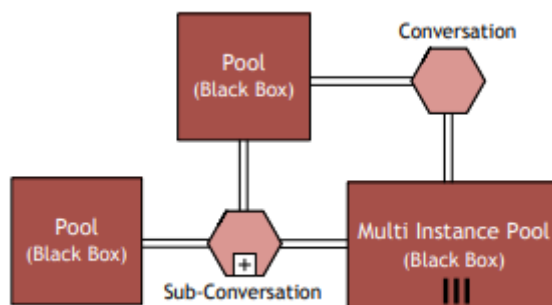 Conversation
Pool
(Black Box)
Pool
(Black Box)
Multi Instance Pool
(Black Box)
+
Sub-Conversation